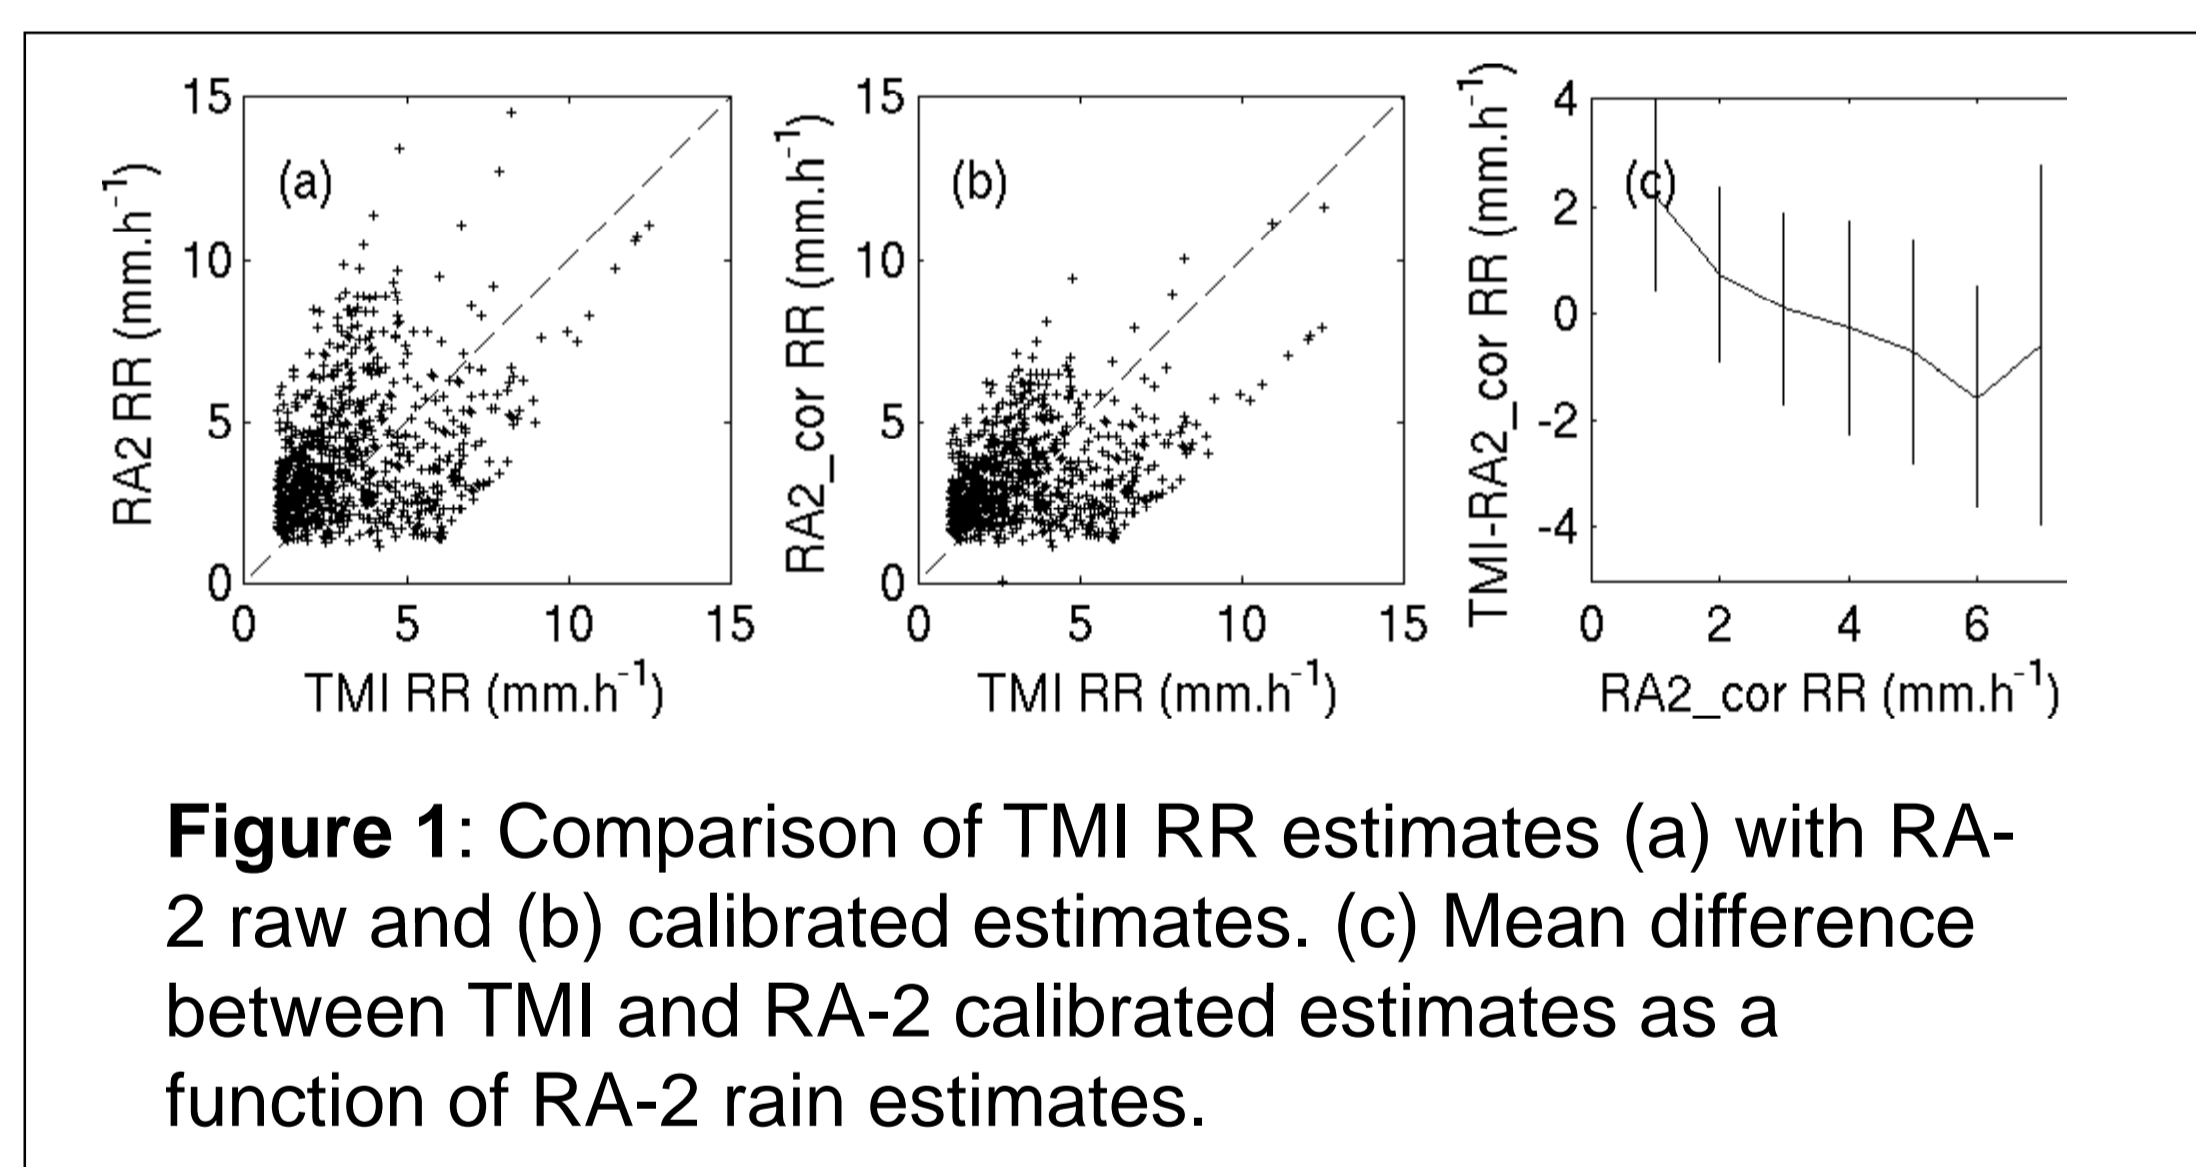 15
10
5
0
0
5
10
15
(a)
RA2 RR (mm.h⁻¹)
TMI RR (mm.h⁻¹)
15
10
5
0
0
5
10
15
(b)
RA2_cor RR (mm.h⁻¹)
TMI RR (mm.h⁻¹)
4
2
0
-2
-4
0
2
4
6
(c)
TMI-RA2_cor RR (mm.h⁻¹)
RA2_cor RR (mm.h⁻¹)
Figure 1: Comparison of TMI RR estimates (a) with RA-
2 raw and (b) calibrated estimates. (c) Mean difference
between TMI and RA-2 calibrated estimates as a
function of RA-2 rain estimates.